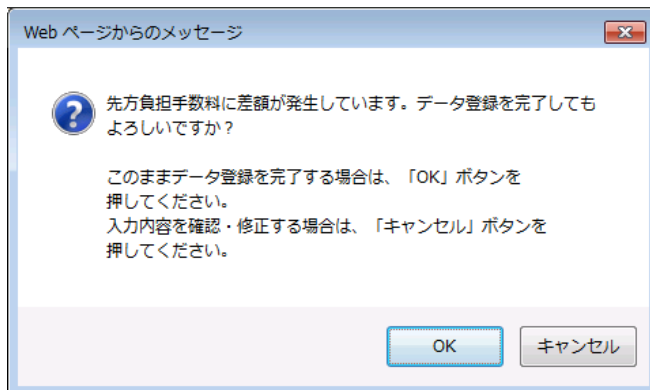 Web ページからのメッセージ
先方負担手数料に差額が発生しています。データ登録を完了しても
よろしいですか？
このままデータ登録を完了する場合は、「OK」ボタンを
押してください。
入力内容を確認・修正する場合は、「キャンセル」ボタンを
押してください。
OK
キャンセル